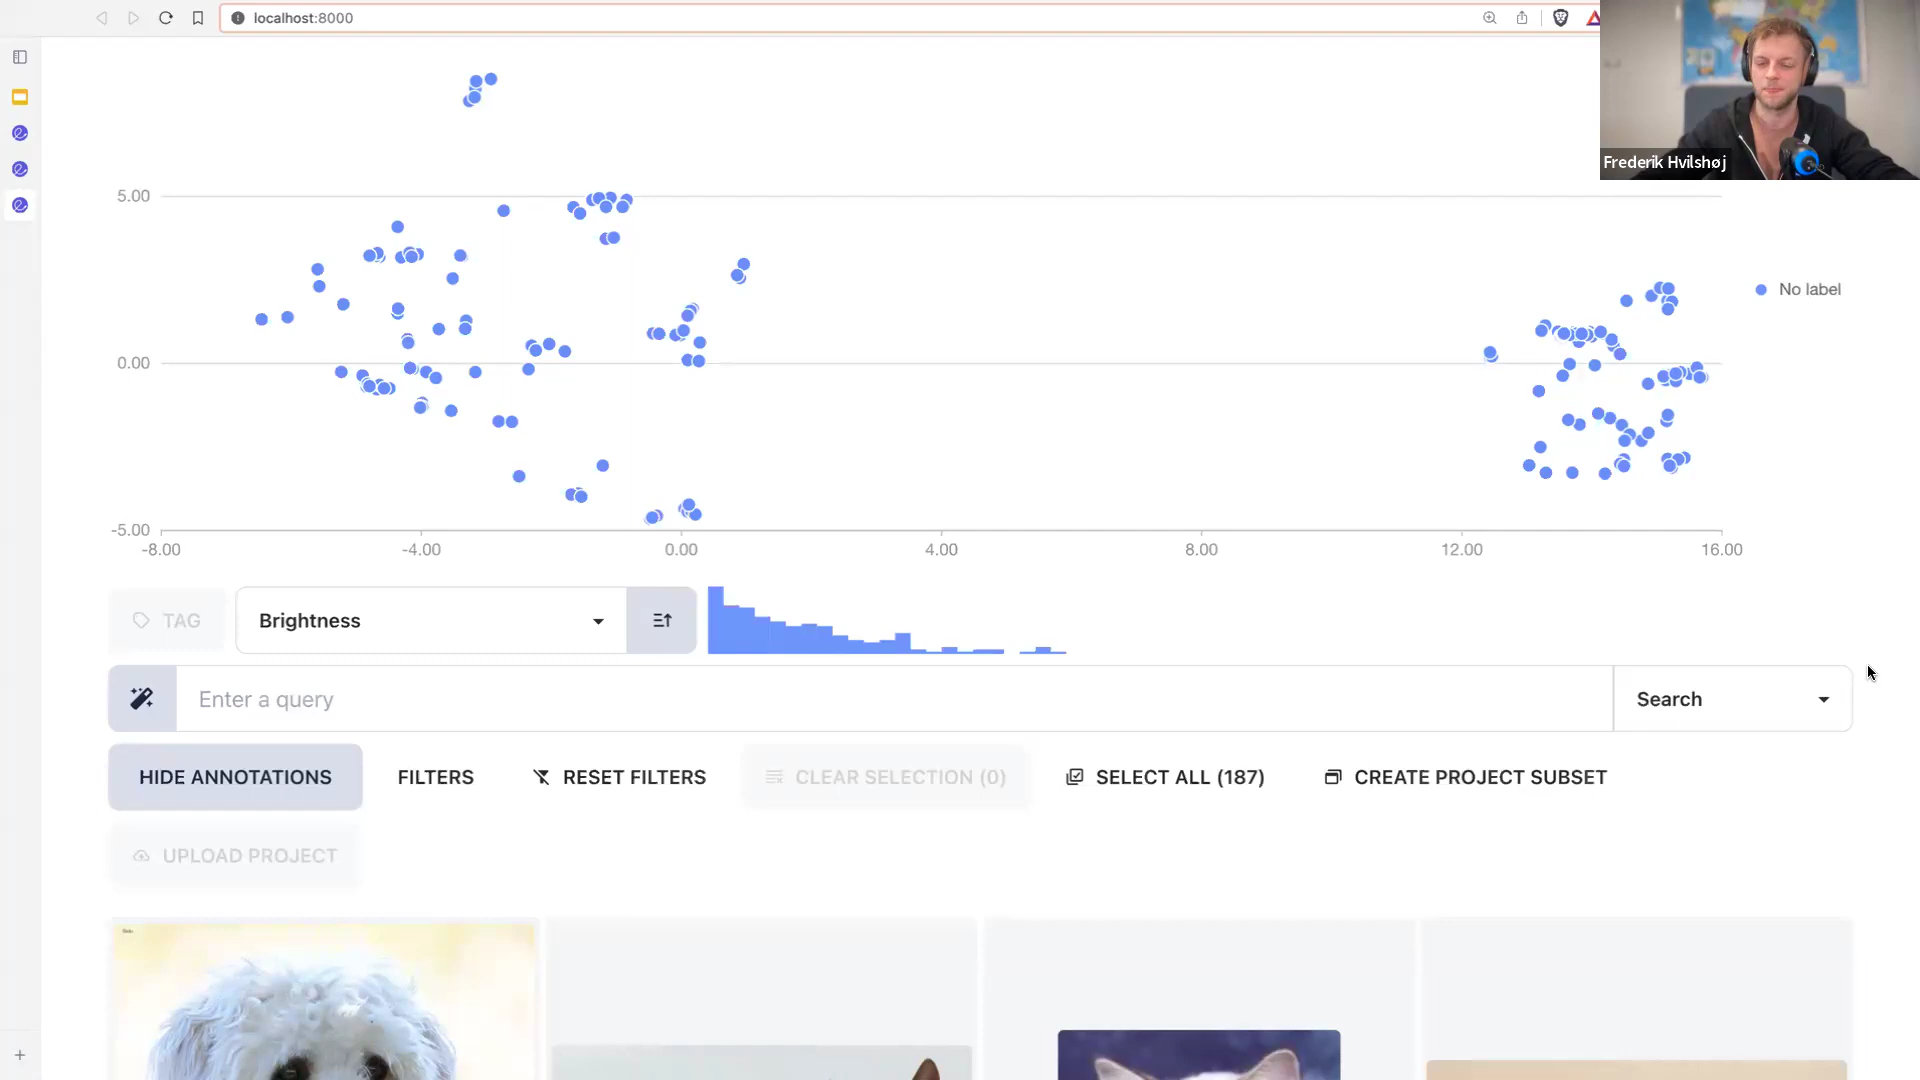 localhost:8000
Frederik Hvilshøj
5.00
0.00
-5.00
-8.00
-4.00
0.00
4.00
8.00
12.00
16.00
No label
TAG
Brightness
Enter a query
Search
HIDE ANNOTATIONS
FILTERS
RESET FILTERS
CLEAR SELECTION (0)
SELECT ALL (187)
CREATE PROJECT SUBSET
UPLOAD PROJECT